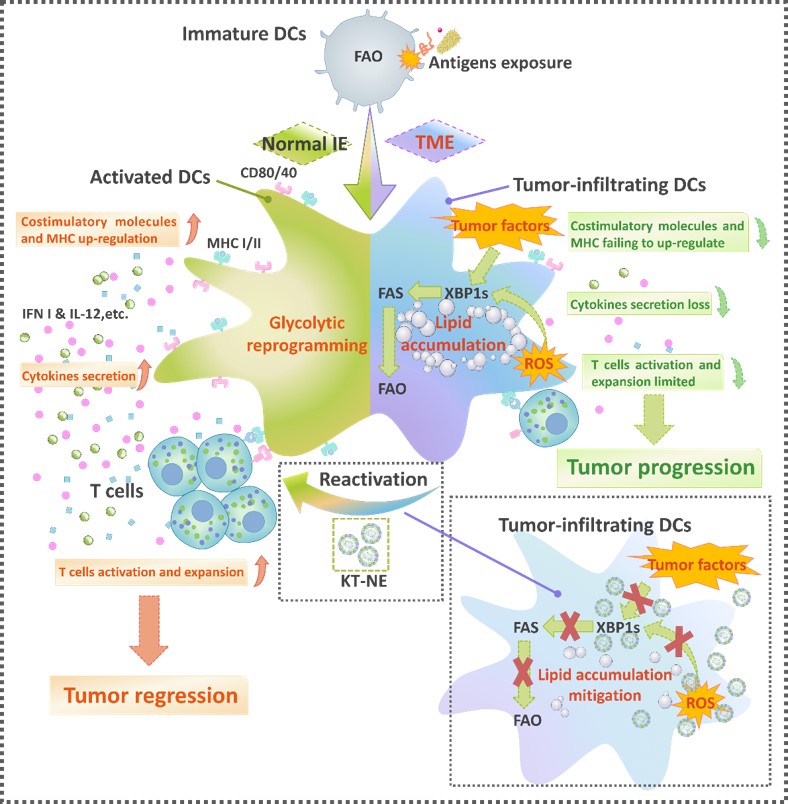 Immature DCs
FAO
Antigens exposure
Normal IE
TME
CD80/40
Activated DCs
Tumor-infiltrating DCs
Costimulatory molecules
and MHC up-regulation
MHC I/II
Tumor factors
Costimulatory molecules and
MHC failing to up-regulate
FAS
XBP1s
IFN I & IL-12,etc.
Cytokines secretion loss
Glycolytic
reprogramming
Lipid
accumulation
ROS
Cytokines secretion
FAO
T cells activation and
expansion limited
Tumor progression
T cells
Reactivation
KT-NE
T cells activation and expansion
Tumor regression
Tumor-infiltrating DCs
Tumor factors
FAS
XBP1s
Lipid accumulation
mitigation
ROS
FAO